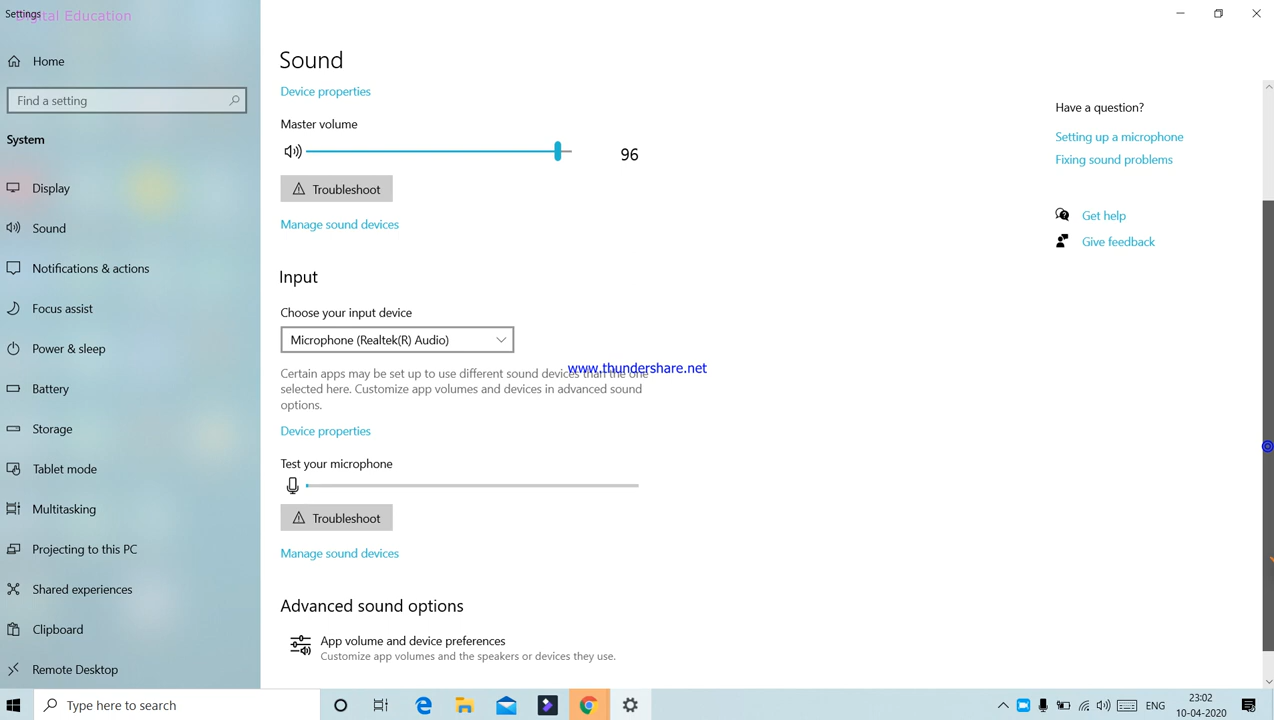 Settings
Digital Education
Home
Find a setting
System
Display
Sound
Notifications & actions
Focus assist
Power & sleep
Battery
Storage
Tablet mode
Multitasking
Projecting to this PC
Shared experiences
Clipboard
Remote Desktop
Sound
Device properties
Master volume
96
Troubleshoot
Manage sound devices
Input
Choose your input device
Microphone (Realtek(R) Audio)
www.thundershare.net
Certain apps may be set up to use different sound devices than the one
selected here. Customize app volumes and devices in advanced sound
options.
Device properties
Test your microphone
Troubleshoot
Manage sound devices
Advanced sound options
App volume and device preferences
Customize app volumes and the speakers or devices they use.
Have a question?
Setting up a microphone
Fixing sound problems
Get help
Give feedback
Type here to search
ENG
23:02
10-04-2020